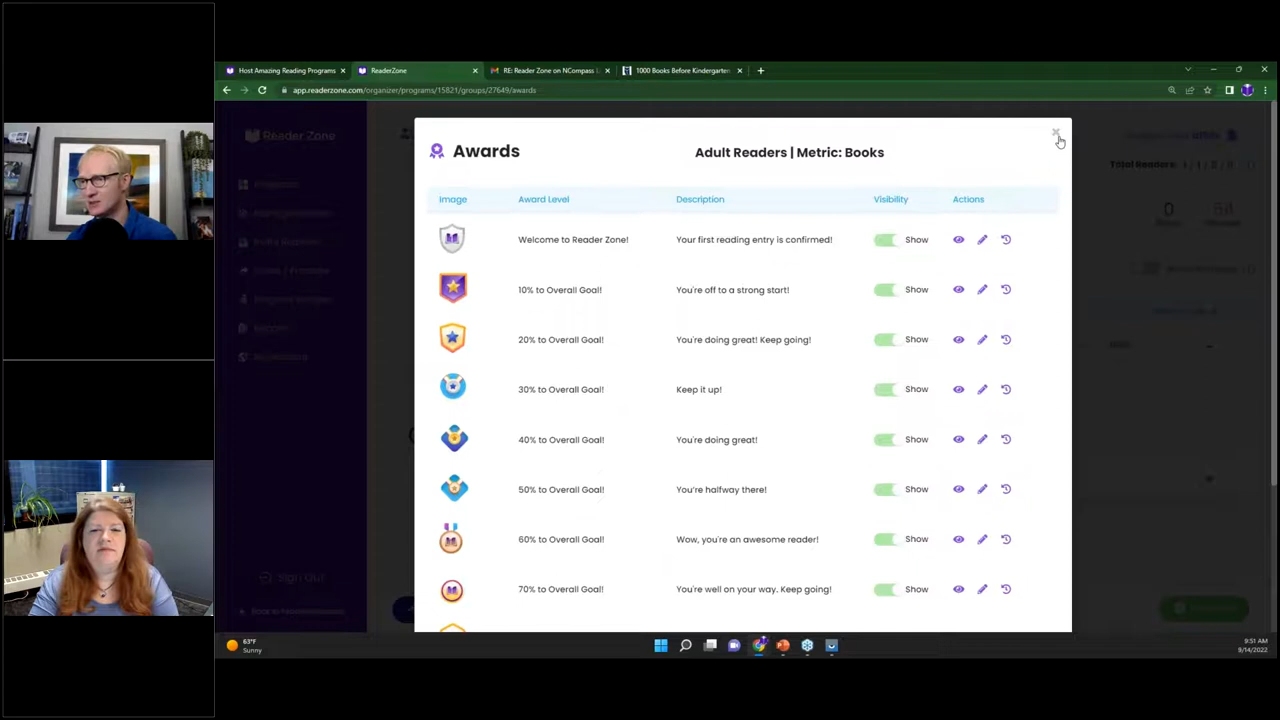 Host Amazing Reading Programs
ReaderZone
RE: Reader Zone on NCompass L
1000 Books Before Kindergarten
app.readerzone.com/organizer/programs/15821/groups/27649/awards
Reader Zone
Awards
Adult Readers | Metric: Books
Total Readers:
Image Award Level Description Visibility Actions
Welcome to Reader Zone! Your first reading entry is confirmed! Show
10% to Overall Goal! You're off to a strong start! Show
20% to Overall Goal! You're doing great! Keep going! Show
30% to Overall Goal! Keep it up! Show
40% to Overall Goal! You're doing great! Show
50% to Overall Goal! You're halfway there! Show
60% to Overall Goal! Wow, you're an awesome reader! Show
70% to Overall Goal! You're well on your way. Keep going! Show
Sign Out
63°F
Sunny
9:51 AM
9/14/2022